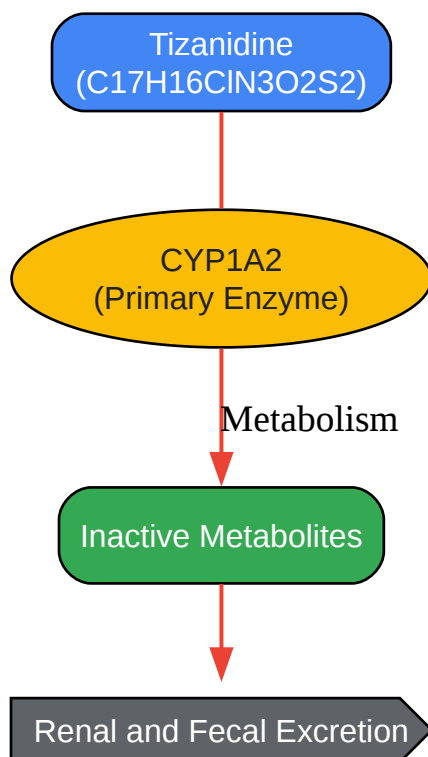 Tizanidine
(C17H16ClN3O2S2)
CYP1A2
(Primary Enzyme)
Metabolism
Inactive Metabolites
Renal and Fecal Excretion